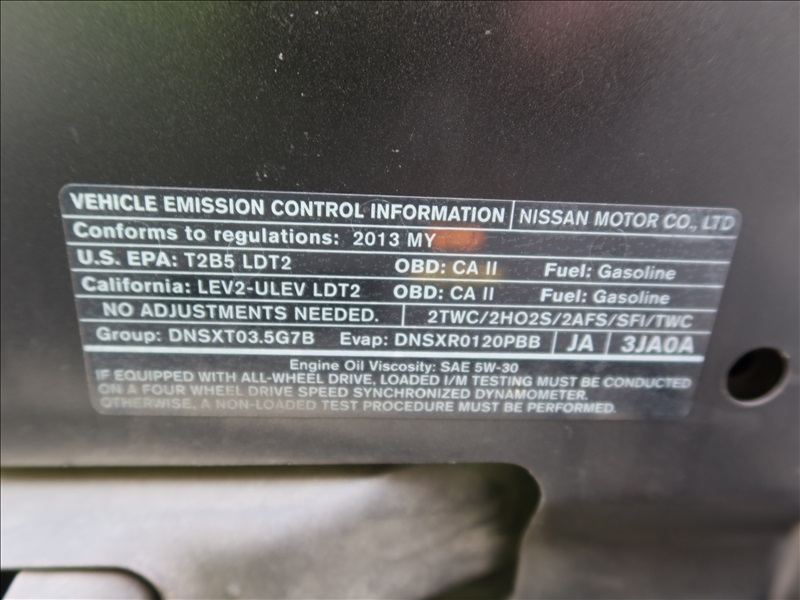 VEHICLE EMISSION CONTROL INFORMATION NISSAN MOTOR CO., LTD
Conforms to regulations: 2013 MY
U.S. EPA: T2B5 LDT2 OBD: CA II Fuel: Gasoline
California: LEV2-ULEV LDT2 OBD: CA II Fuel: Gasoline
NO ADJUSTMENTS NEEDED. 2TWC/2HO2S/2AFS/SFI/TWC
Group: DNSXT03.5G7B Evap: DNSXR0120PBB JA 3JA0A
Engine Oil Viscosity: SAE 5W-30
IF EQUIPPED WITH ALL-WHEEL DRIVE, LOADED I/M TESTING MUST BE CONDUCTED
ON A FOUR WHEEL DRIVE SPEED SYNCHRONIZED DYNAMOMETER.
OTHERWISE, A NON-LOADED TEST PROCEDURE MUST BE PERFORMED.